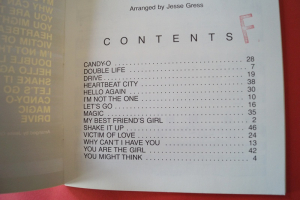 Arranged by Jesse Gress
F
CONTENTS
CANDY-O 28
DOUBLE LIFE 7
DRIVE 19
HEARTBEAT CITY 38
HELLO AGAIN 30
I'M NOT THE ONE 10
LET'S GO 16
MAGIC 35
MY BEST FRIEND'S GIRL 2
SHAKE IT UP 46
VICTIM OF LOVE 24
WHY CAN'T I HAVE YOU 13
YOU ARE THE GIRL 42
YOU MIGHT THINK 4